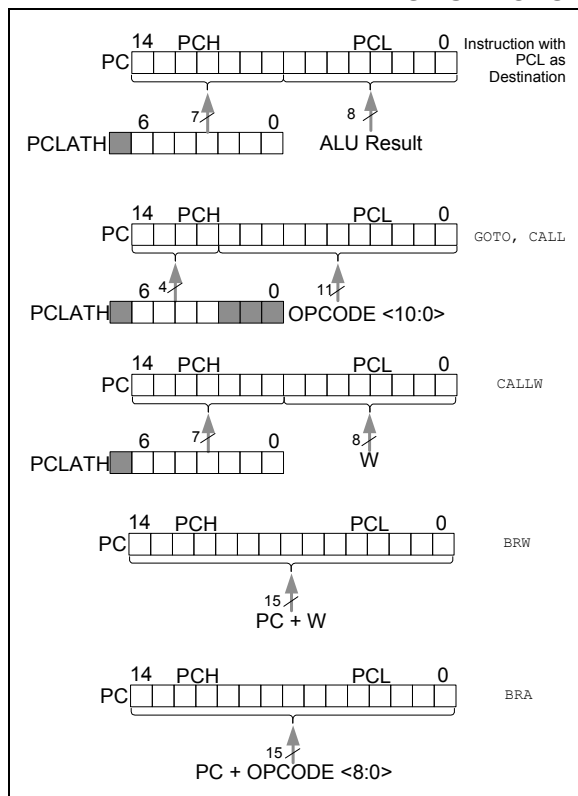 14 PCH PCL 0 Instruction with
PC PCL as
Destination
7 8
6 0
PCLATH ALU Result
14 PCH PCL 0
PC GOTO, CALL
4 11
6 0
PCLATH OPCODE <10:0>
14 PCH PCL 0
PC CALLW
7 8
6 0
PCLATH W
14 PCH PCL 0
PC BRW
15
PC + W
14 PCH PCL 0
PC BRA
15
PC + OPCODE <8:0>